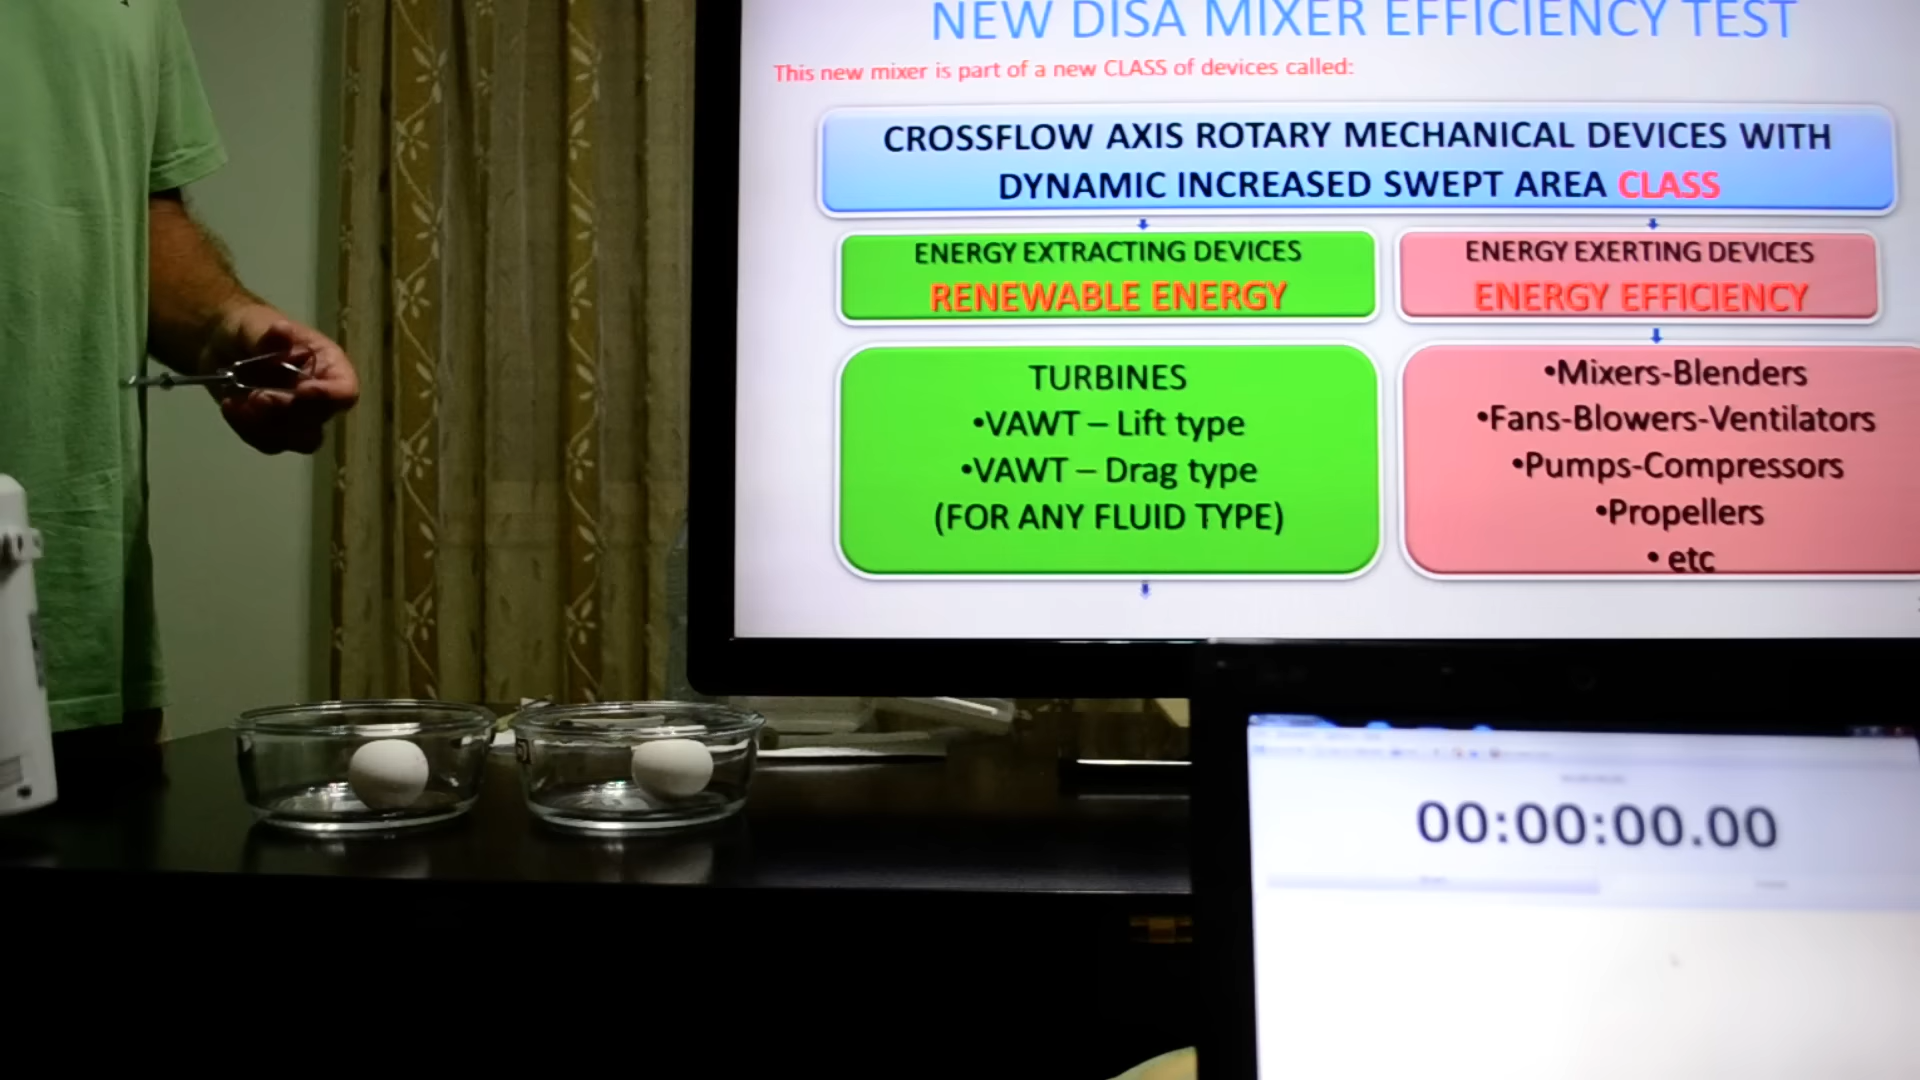 NEW DISA MIXER EFFICIENCY TEST
This new mixer is part of a new CLASS of devices called:
CROSSFLOW AXIS ROTARY MECHANICAL DEVICES WITH
DYNAMIC INCREASED SWEPT AREA CLASS
ENERGY EXTRACTING DEVICES
RENEWABLE ENERGY
ENERGY EXERTING DEVICES
ENERGY EFFICIENCY
TURBINES
•VAWT – Lift type
•VAWT – Drag type
(FOR ANY FLUID TYPE)
•Mixers-Blenders
•Fans-Blowers-Ventilators
•Pumps-Compressors
•Propellers
• etc
00:00:00.00